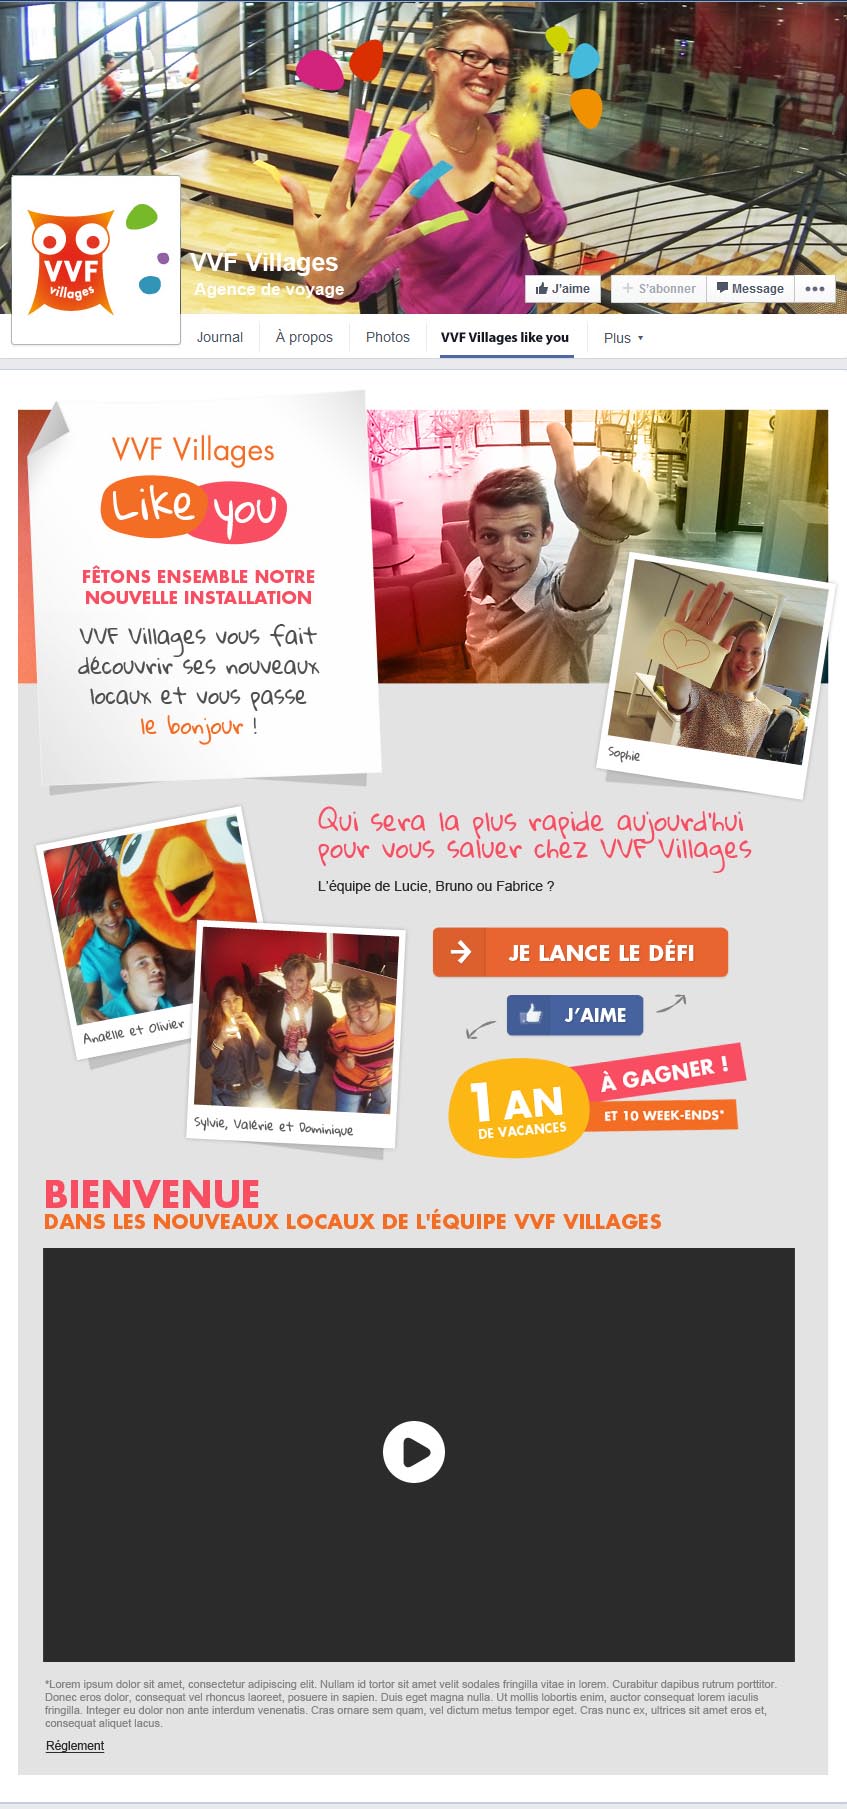 VVF
villages
VVF Villages
Agence de voyage
J'aime
S'abonner
Message
Journal
À propos
Photos
VVF Villages like you
Plus
VVF Villages
Like you
FÊTONS ENSEMBLE NOTRE
NOUVELLE INSTALLATION
VVF Villages vous fait
découvrir ses nouveaux
locaux et vous passe
le bonjour !
Sophie
Qui sera la plus rapide aujourd'hui
pour vous saluer chez VVF Villages
L'équipe de Lucie, Bruno ou Fabrice ?
Anaëlle et Olivier
Sylvie, Valérie et Dominique
JE LANCE LE DÉFI
J'AIME
1 AN
DE VACANCES
À GAGNER !
ET 10 WEEK-ENDS*
BIENVENUE
DANS LES NOUVEAUX LOCAUX DE L'ÉQUIPE VVF VILLAGES
*Lorem ipsum dolor sit amet, consectetur adipiscing elit. Nullam id tortor sit amet velit sodales fringilla vitae in lorem. Curabitur dapibus rutrum porttitor.
Donec eros dolor, consequat vel rhoncus laoreet, posuere in sapien. Duis eget magna nulla. Ut mollis lobortis enim, auctor consequat lorem iaculis
fringilla. Integer eu dolor non ante interdum venenatis. Cras ornare sem quam, vel dictum metus tempor eget. Cras nunc ex, ultrices sit amet eros et,
consequat aliquet lacus.
Réglement